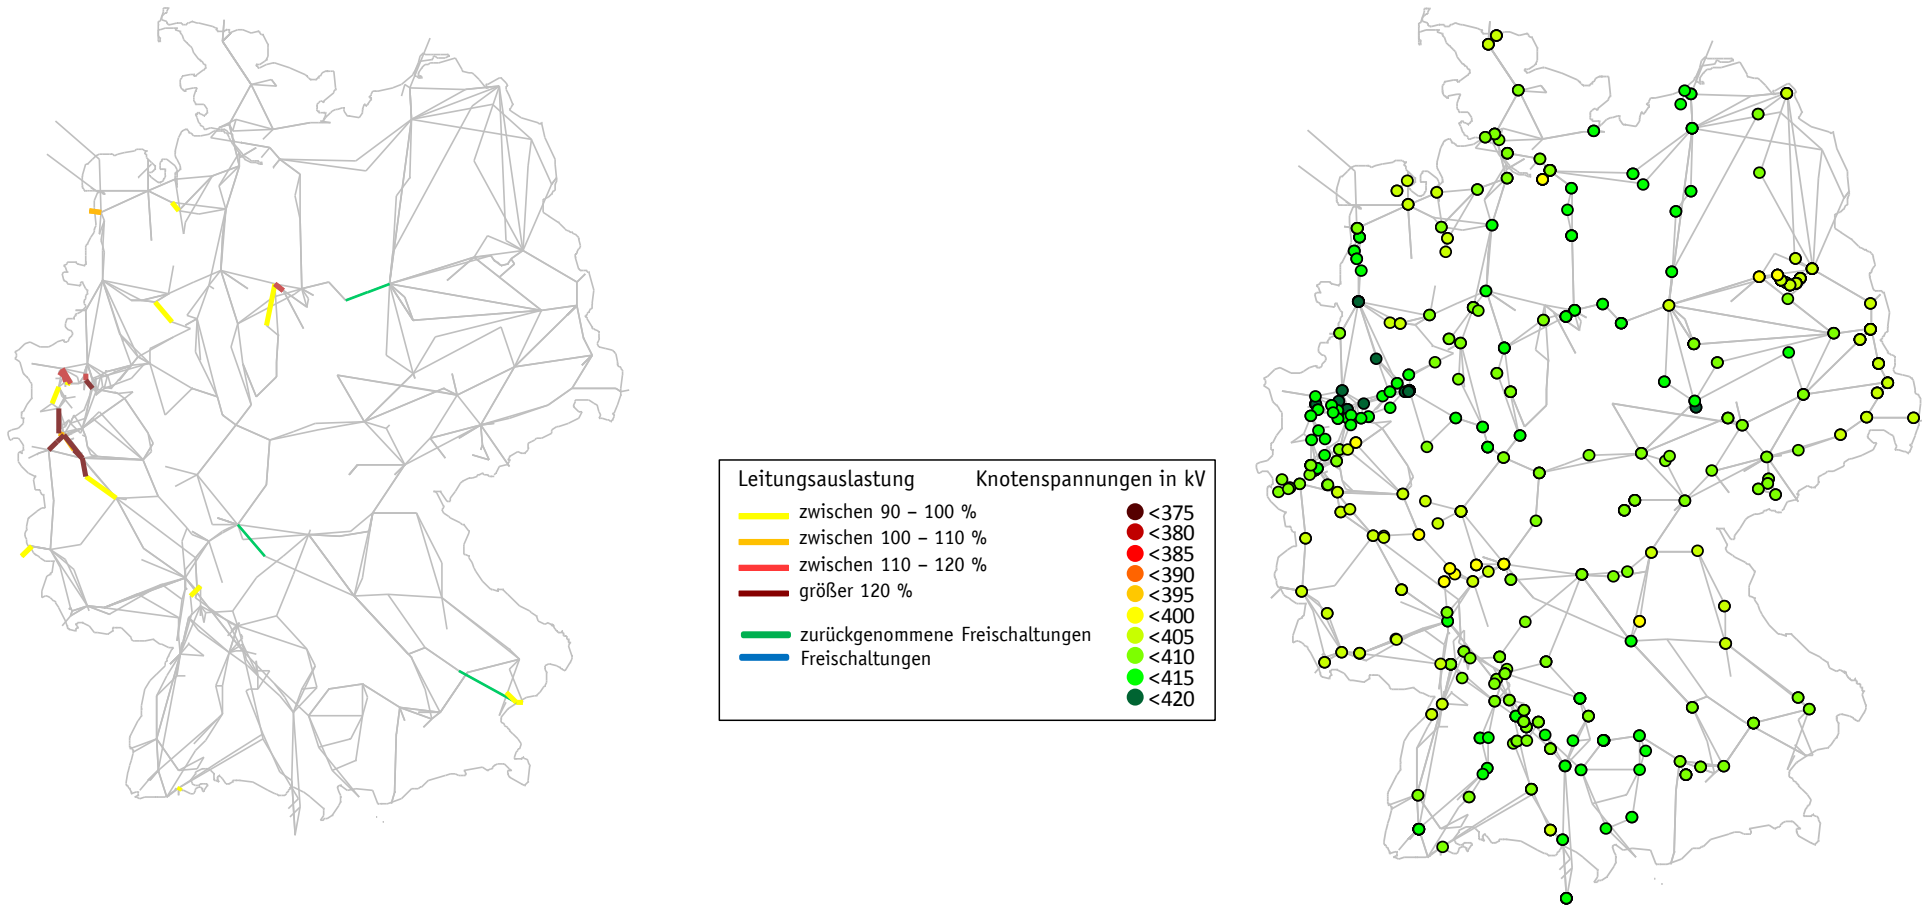 Leitungsauslastung
Knotenspannungen in kV
zwischen 90 – 100 %
zwischen 100 – 110 %
zwischen 110 – 120 %
größer 120 %
zurückgenommene Freischaltungen
Freischaltungen
<375
<380
<385
<390
<395
<400
<405
<410
<415
<420